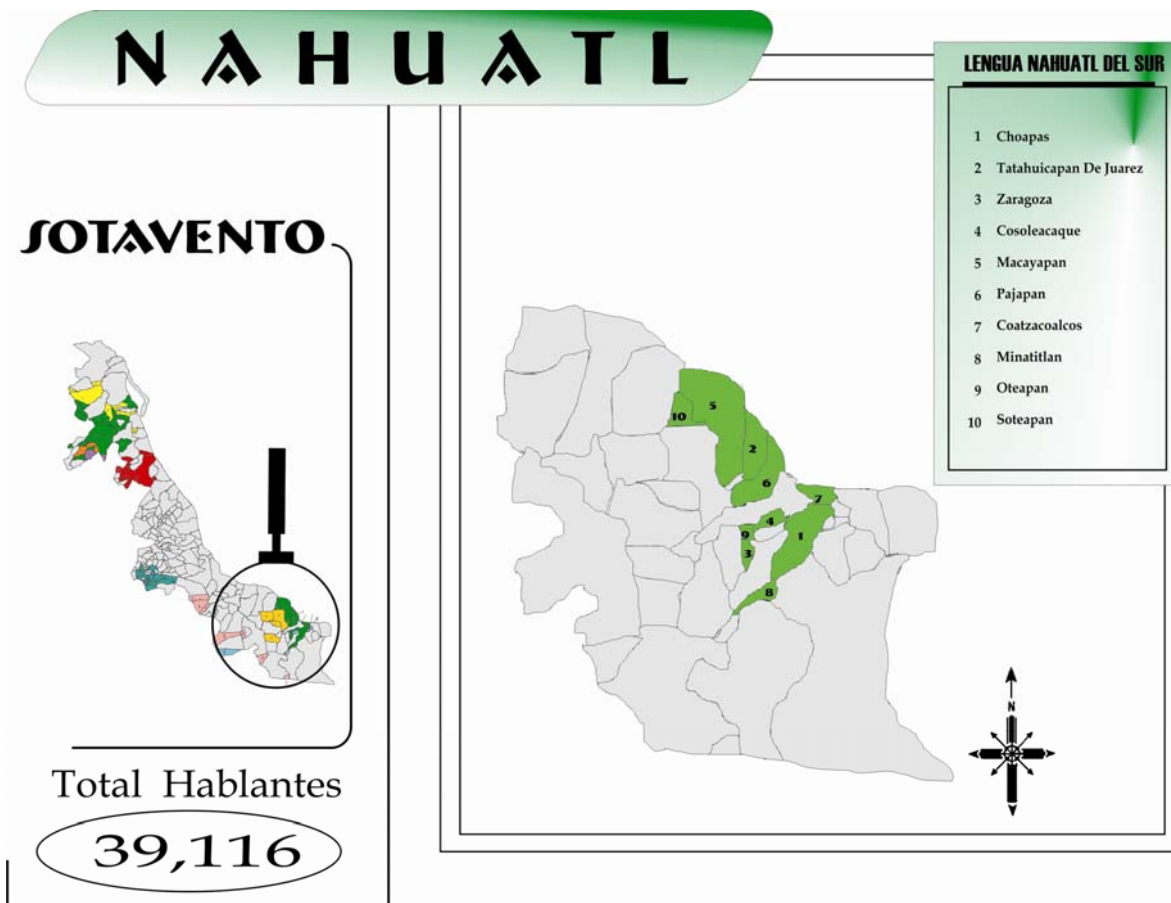 NAHUATL
LENGUA NAHUATL DEL SUR
1 Choapas
2 Tatahuicapan De Juarez
3 Zaragoza
4 Cosoleacaque
5 Macayapan
6 Pajapan
7 Coatzacoalcos
8 Minatitlan
9 Oteapan
10 Soteapan
SOTAVENTO
10
5
2
6
7
4
9
1
3
8
N
Total Hablantes
39,116